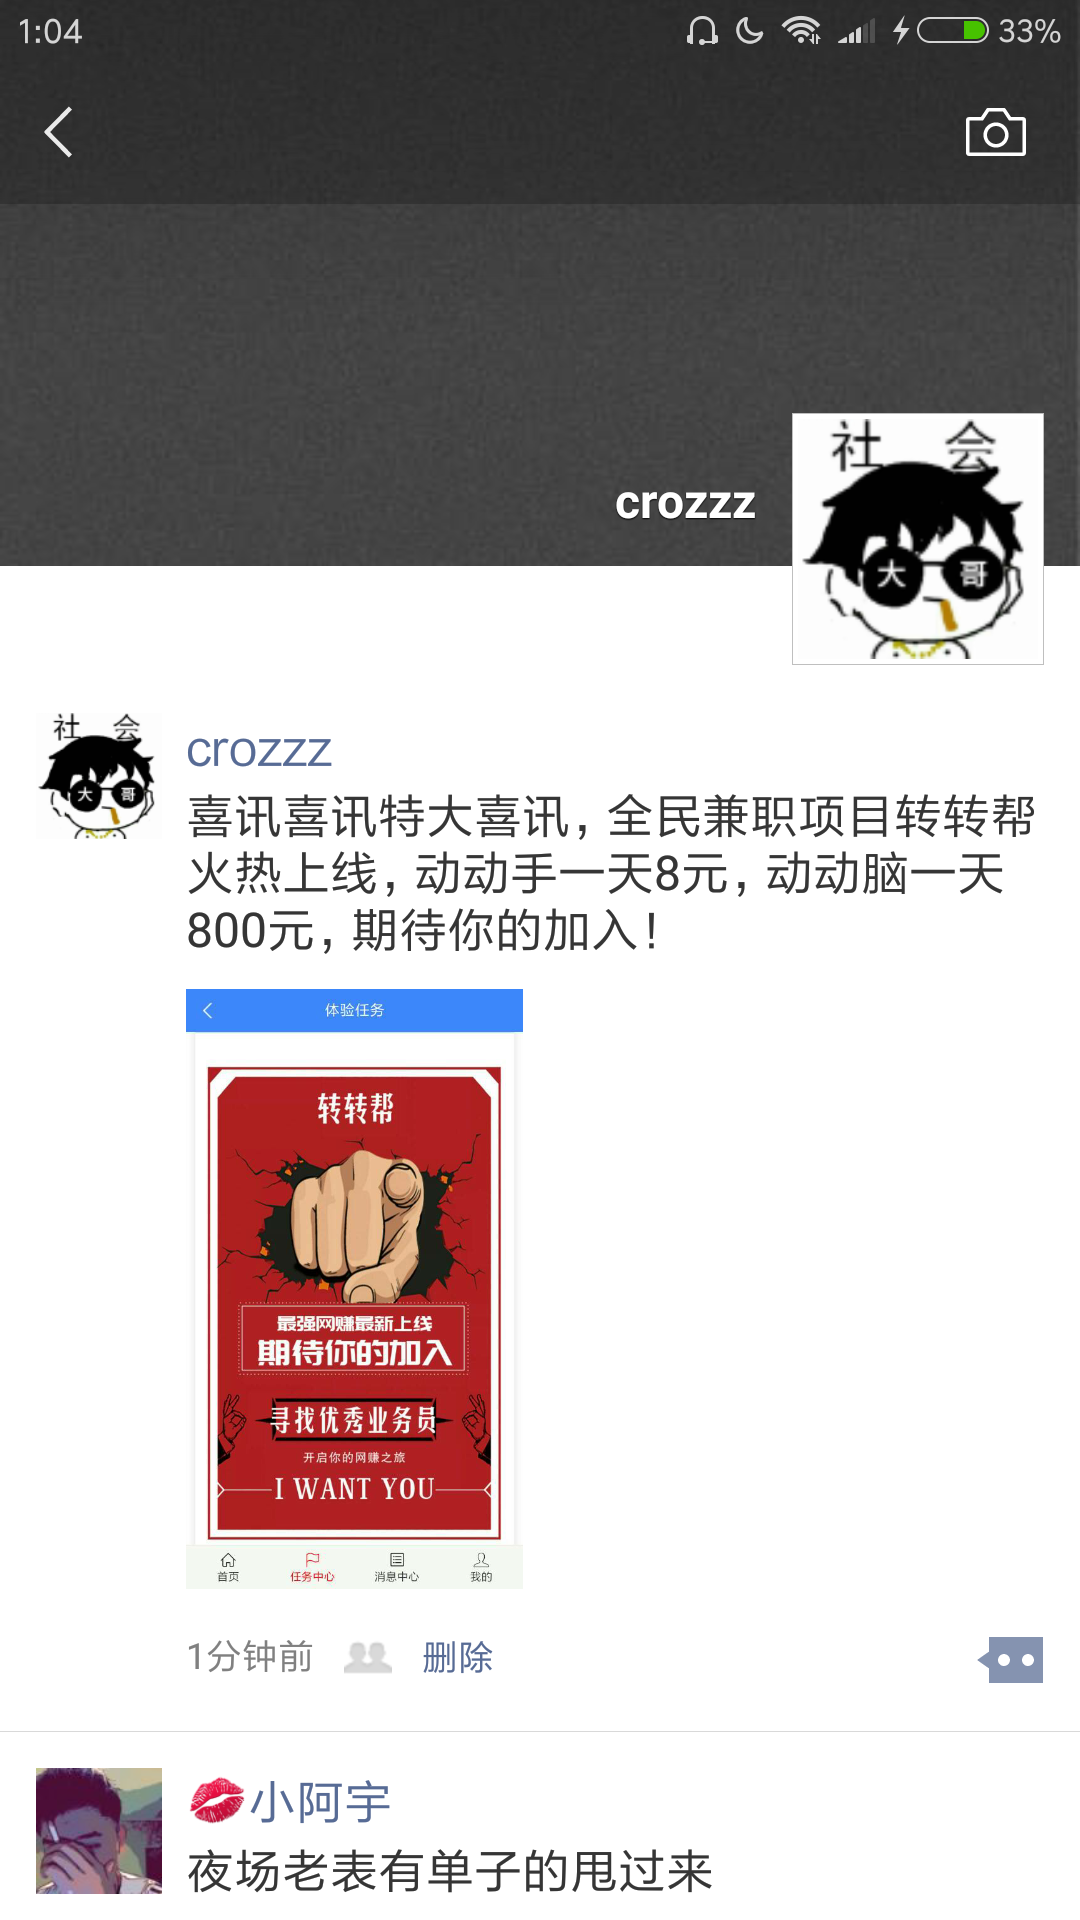 1:04
33%
社 会
大 哥
crozzz
社 会
大 哥
crozzz
喜讯喜讯特大喜讯，全民兼职项目转转帮
火热上线，动动手一天8元，动动脑一天
800元，期待你的加入！
体验任务
转转帮
最强网赚最新上线
期待你的加入
寻找优秀业务员
开启你的网赚之旅
I WANT YOU
首页 任务中心 消息中心 我的
1分钟前 删除
💋小阿宇
夜场老表有单子的甩过来